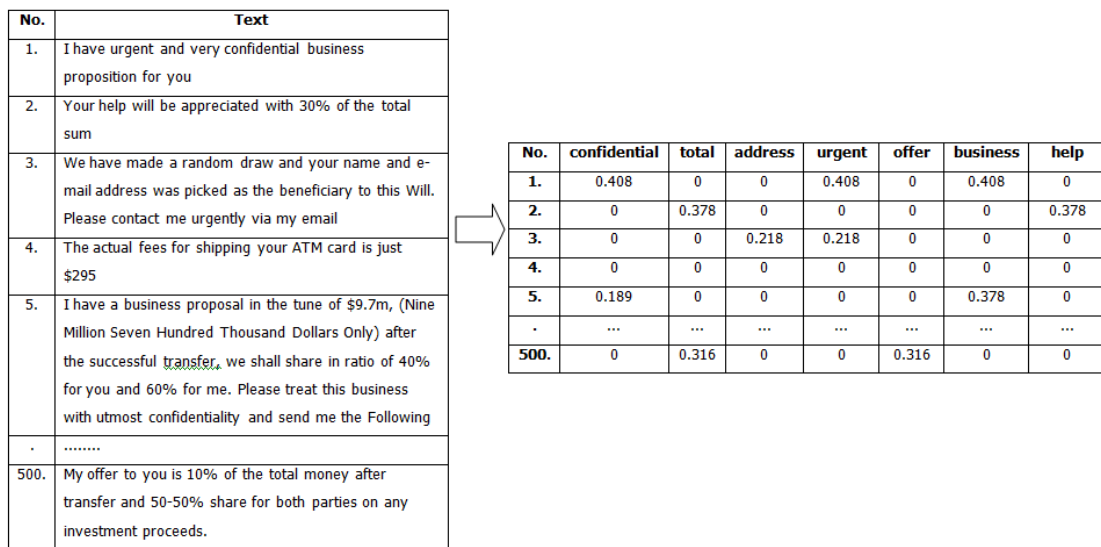 No. Text
1. I have urgent and very confidential business
proposition for you
2. Your help will be appreciated with 30% of the total
sum
3. We have made a random draw and your name and e-
mail address was picked as the beneficiary to this Will.
Please contact me urgently via my email
4. The actual fees for shipping your ATM card is just
$295
5. I have a business proposal in the tune of $9.7m, (Nine
Million Seven Hundred Thousand Dollars Only) after
the successful transfer, we shall share in ratio of 40%
for you and 60% for me. Please treat this business
with utmost confidentiality and send me the Following
. ........
500. My offer to you is 10% of the total money after
transfer and 50-50% share for both parties on any
investment proceeds.
No. confidential total address urgent offer business help
1. 0.408 0 0 0.408 0 0.408 0
2. 0 0.378 0 0 0 0 0.378
3. 0 0 0.218 0.218 0 0 0
4. 0 0 0 0 0 0 0
5. 0.189 0 0 0 0 0.378 0
. ... ... ... ... ... ... ...
500. 0 0.316 0 0 0.316 0 0